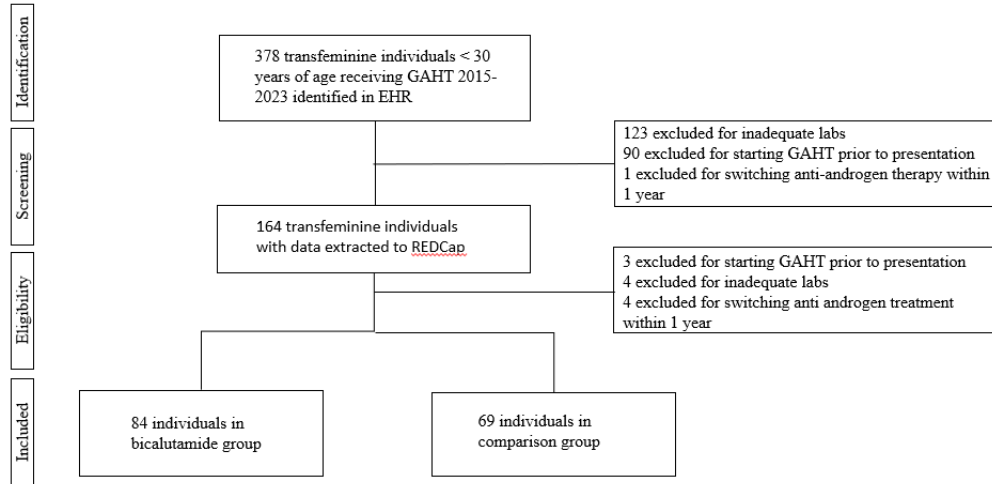 Identification
378 transfeminine individuals < 30
years of age receiving GAHT 2015-
2023 identified in EHR
Screening
123 excluded for inadequate labs
90 excluded for starting GAHT prior to presentation
1 excluded for switching anti-androgen therapy within
1 year
164 transfeminine individuals
with data extracted to REDCap
Eligibility
3 excluded for starting GAHT prior to presentation
4 excluded for inadequate labs
4 excluded for switching anti androgen treatment
within 1 year
Included
84 individuals in
bicalutamide group
69 individuals in
comparison group